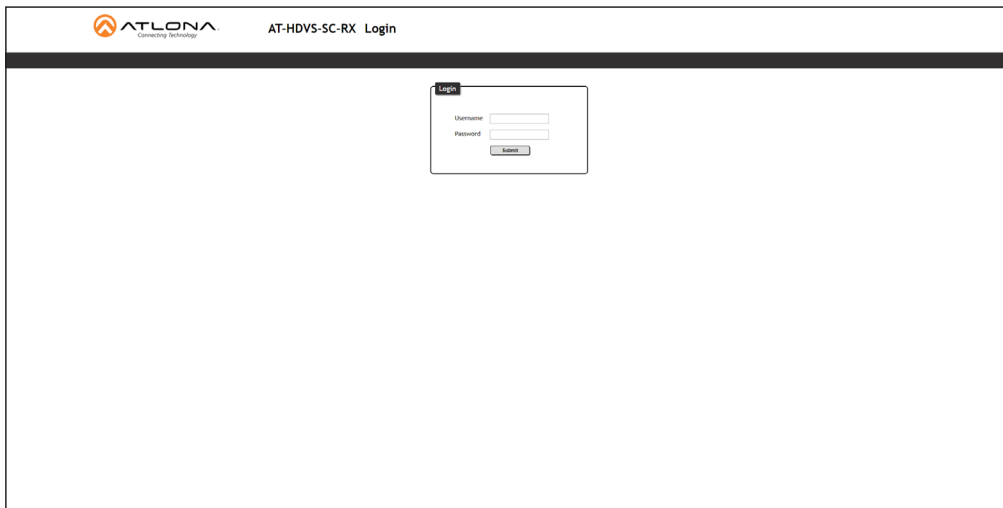 ATLONA.
Connecting Technology
AT-HDVS-SC-RX Login
Login
Username
Password
Submit